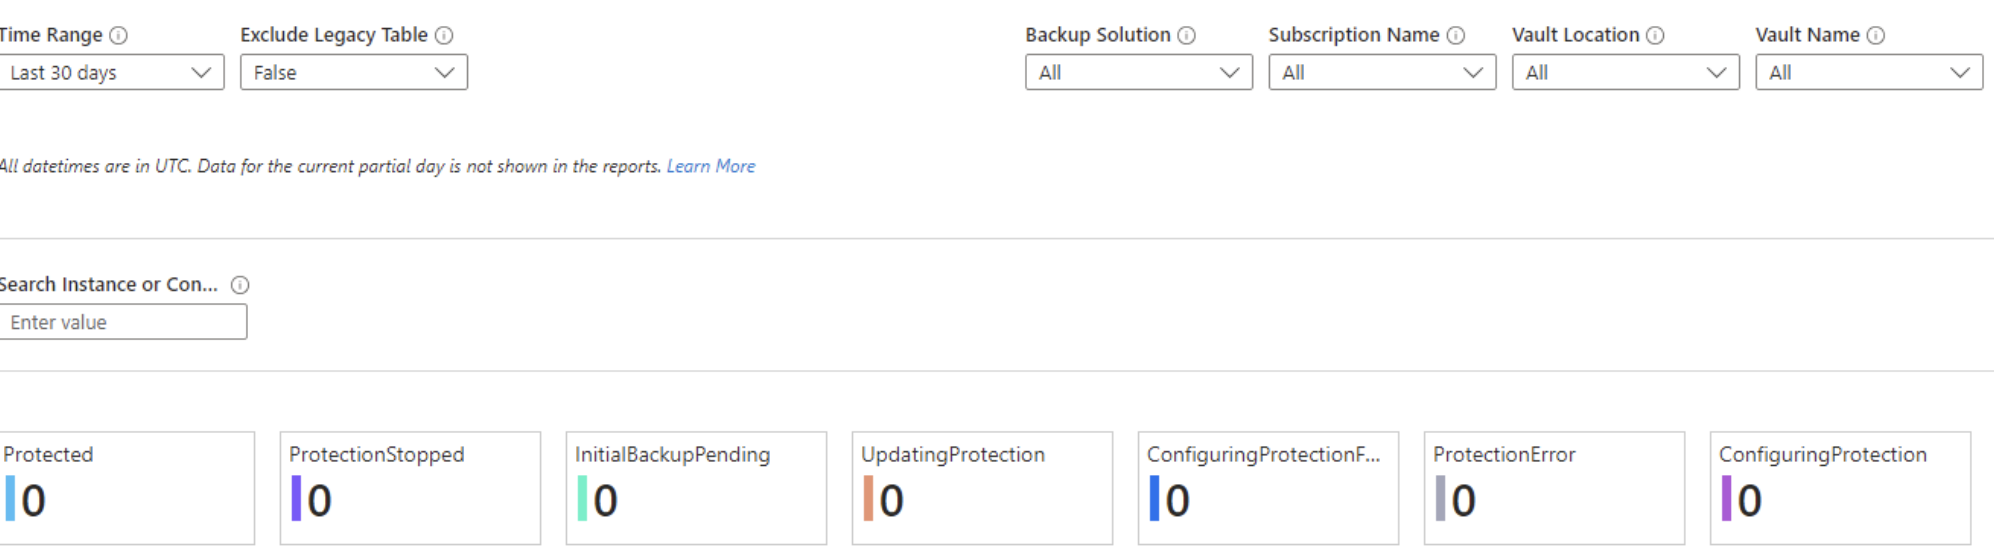 Time Range Exclude Legacy Table Backup Solution Subscription Name Vault Location Vault Name
Last 30 days False All All All All
All datetimes are in UTC. Data for the current partial day is not shown in the reports. Learn More
Search Instance or Con...
Enter value
Protected ProtectionStopped InitialBackupPending UpdatingProtection ConfiguringProtectionF... ProtectionError ConfiguringProtection
0 0 0 0 0 0 0